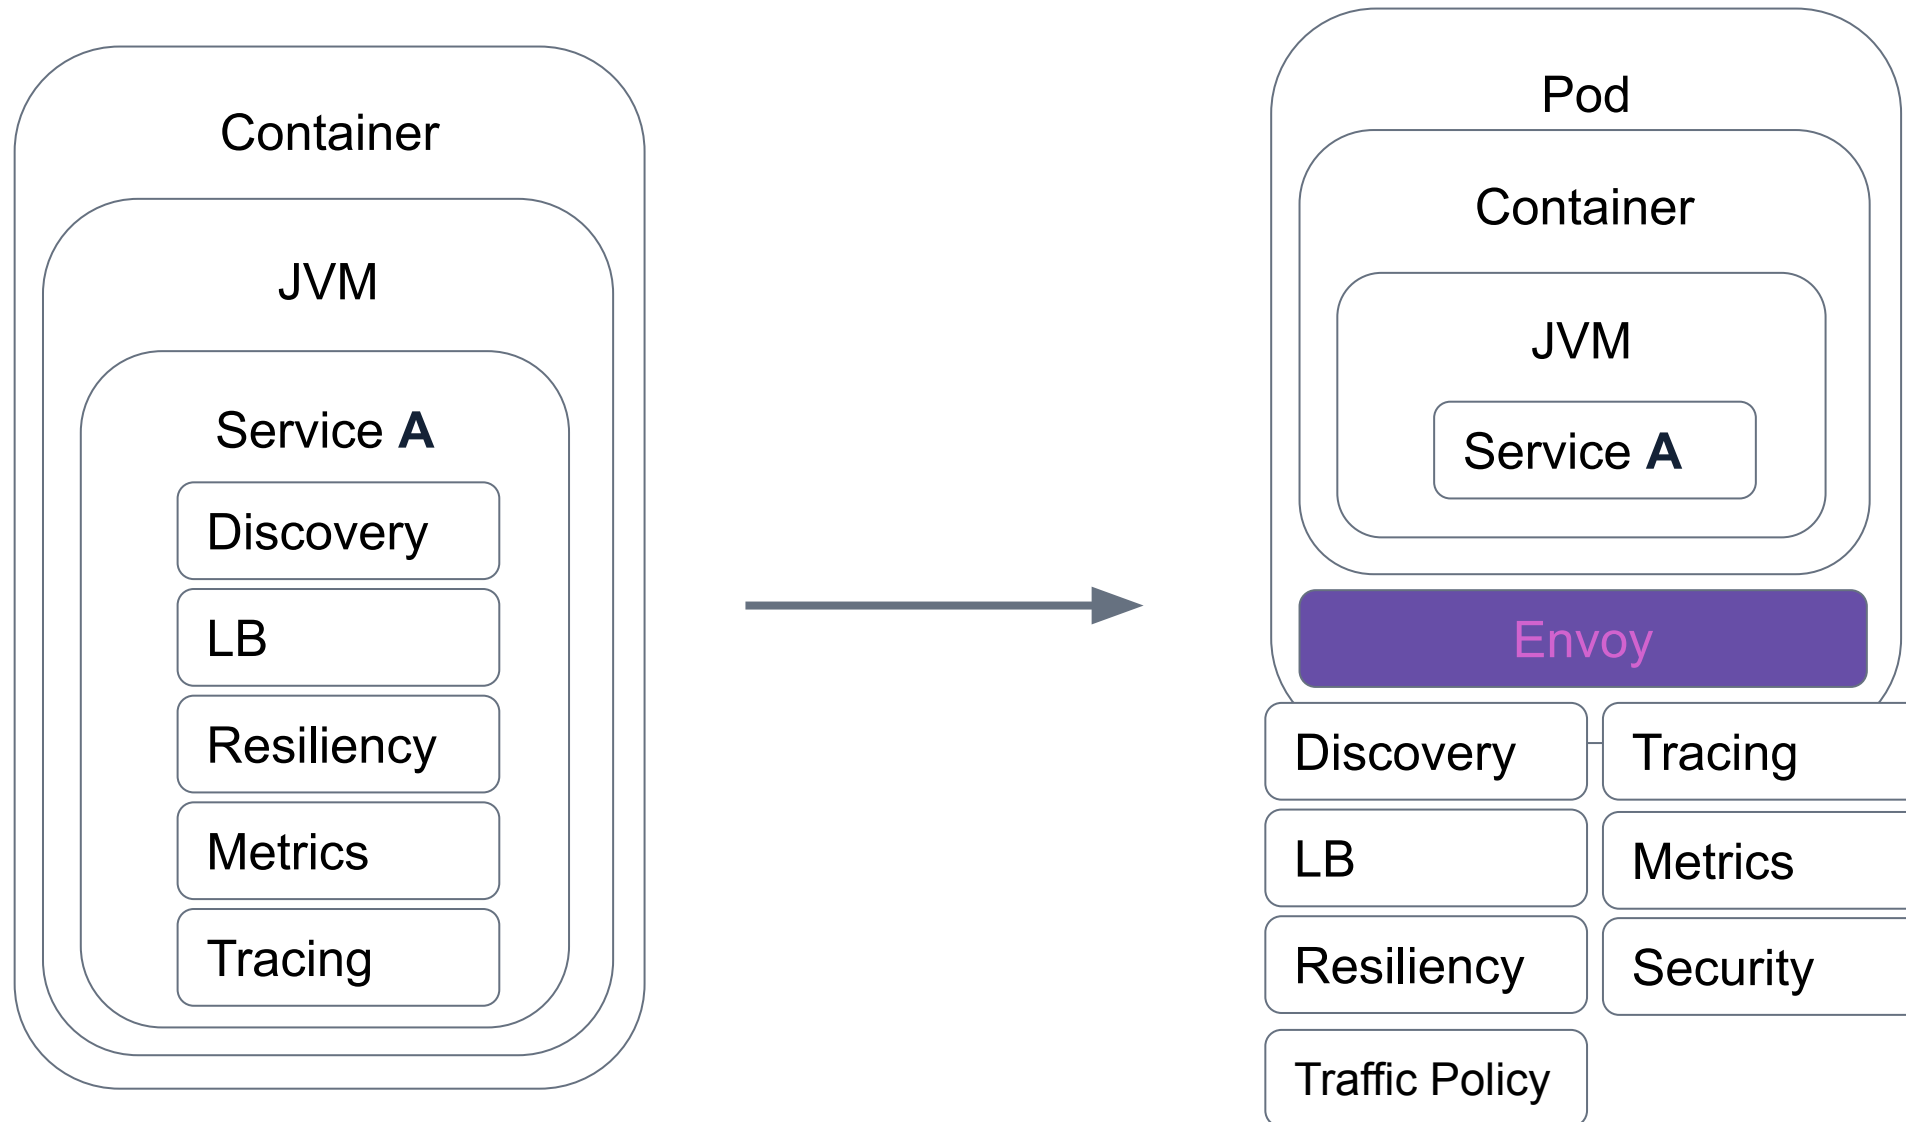 Container
JVM
Service A
Discovery
LB
Resiliency
Metrics
Tracing
Pod
Container
JVM
Service A
Envoy
Discovery
Tracing
LB
Metrics
Resiliency
Security
Traffic Policy